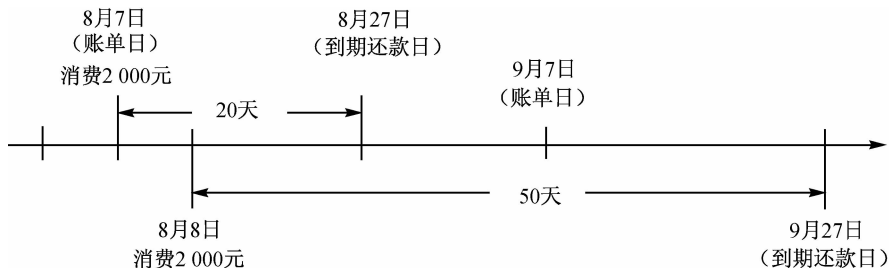 8月7日
（账单日）
消费2 000元
8月27日
（到期还款日）
9月7日
（账单日）
20天
50天
8月8日
消费2 000元
9月27日
（到期还款日）